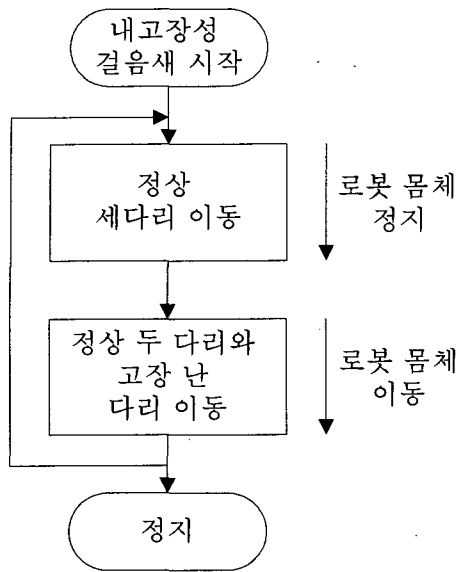 내고장성
걸음새 시작
정상
세다리 이동
로봇 몸체
정지
정상 두 다리와
고장 난
다리 이동
로봇 몸체
이동
정지